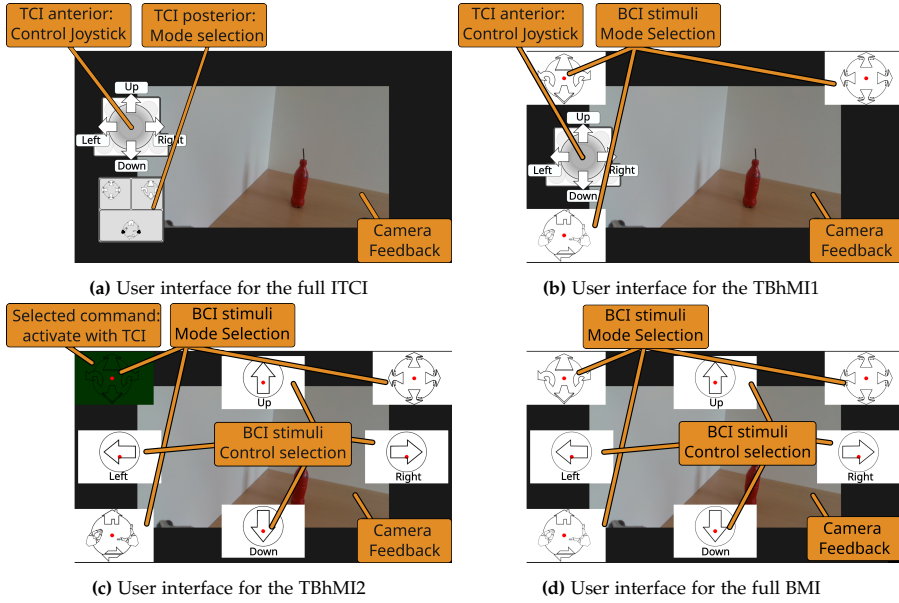 TCI anterior:
Control Joystick
TCI posterior:
Mode selection
Up
Left
Right
Down
Camera
Feedback
(a) User interface for the full ITCI
TCI anterior:
Control Joystick
BCI stimuli
Mode Selection
Up
Left
Right
Down
Camera
Feedback
(b) User interface for the TBhMI1
Selected command:
activate with TCI
BCI stimuli
Mode Selection
Up
BCI stimuli
Control selection
Left
Right
Down
Camera
Feedback
(c) User interface for the TBhMI2
BCI stimuli
Mode Selection
Up
BCI stimuli
Control selection
Left
Right
Down
Camera
Feedback
(d) User interface for the full BMI